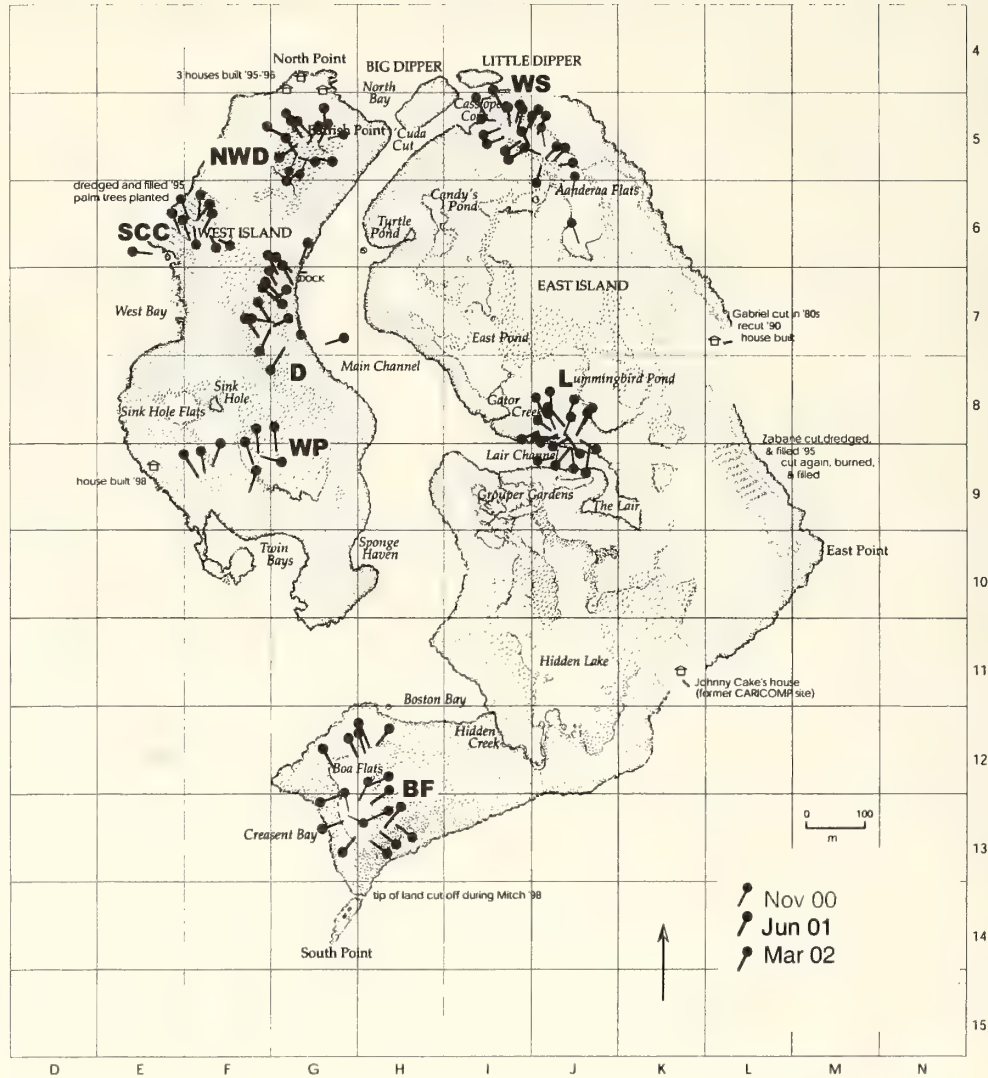 4
North Point
3 houses built '95-'96
BIG DIPPER
LITTLE DIPPER
WS
North
Bay
Cassiope
Batfish Point
Cuda
Cut
5
NWD
dredged and filled '95
palm trees planted
Candy's
Pond
Aanderaa Flats
Turtle
Pond
SCC
WEST ISLAND
6
DOCK
EAST ISLAND
West Bay
Gabriel cut in '80s
recut '90
house built
7
East Pond
Main Channel
D
L
ummingbird Pond
Sink
Hole
Gator
Creek
8
Sink Hole Flats
Zabane cut,dredged,
& filled '95
cut again, burned,
& filled
WP
Lair Channel
house built '98
Grouper Gardens
The Lair
9
Twin
Bays
Sponge
Haven
East Point
10
Hidden Lake
11
Johnny Cake's house
(former CARICOMP site)
Boston Bay
Hidden
Creek
12
Boa Flats
BF
0 100
m
Creasent Bay
13
tip of land cut off during Mitch '98
Nov 00
Jun 01
Mar 02
14
South Point
15
D E F G H I J K L M N